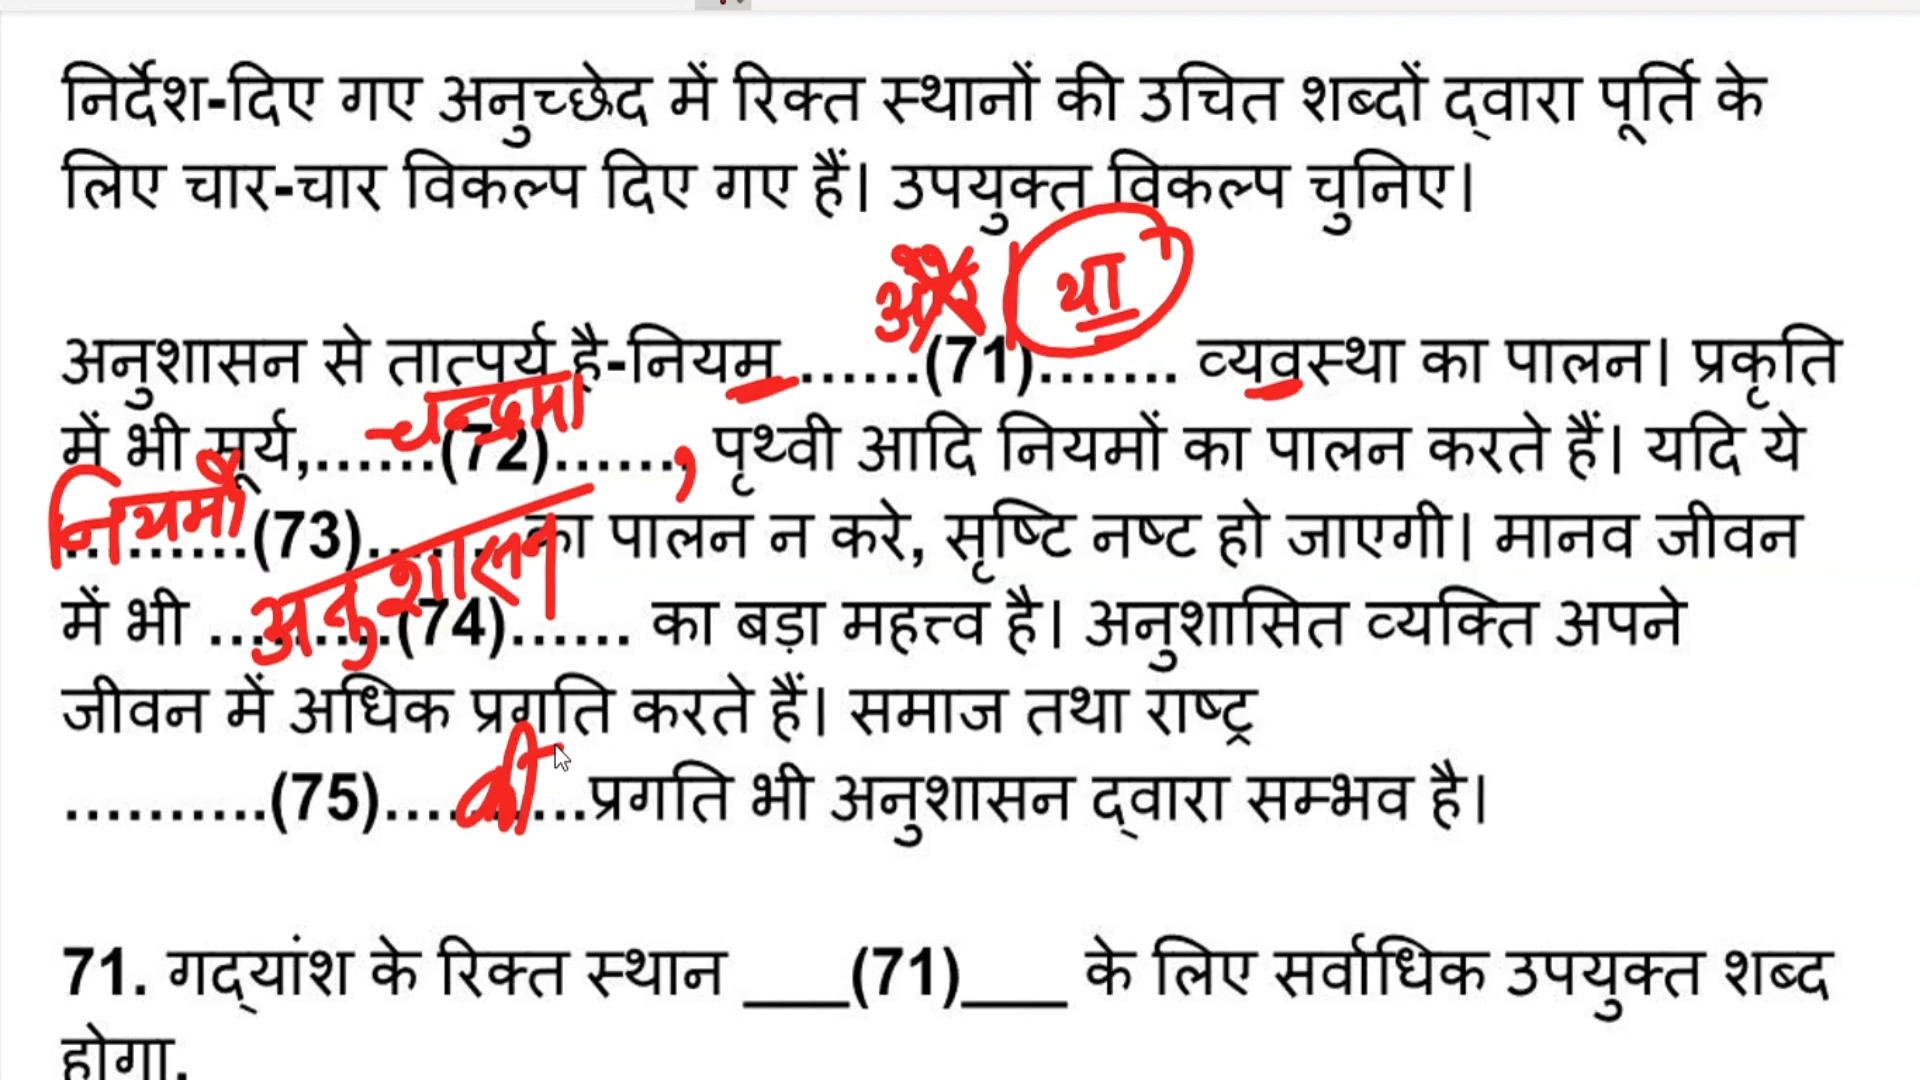 निर्देश-दिए गए अनुच्छेद में रिक्त स्थानों की उचित शब्दों द्वारा पूर्ति के
लिए चार-चार विकल्प दिए गए हैं। उपयुक्त विकल्प चुनिए।
और था
अनुशासन से तात्पर्य है-नियम ......(71)....... व्यवस्था का पालन। प्रकृति
चन्द्रमा
में भी सूर्य,......(72)......, पृथ्वी आदि नियमों का पालन करते हैं। यदि ये
नियमों
..........(73)....... का पालन न करे, सृष्टि नष्ट हो जाएगी। मानव जीवन
अनुशासन
में भी ..........(74)...... का बड़ा महत्त्व है। अनुशासित व्यक्ति अपने
जीवन में अधिक प्रगति करते हैं। समाज तथा राष्ट्र
की
..........(75)..........प्रगति भी अनुशासन द्वारा सम्भव है।
71. गद्यांश के रिक्त स्थान ___(71)___ के लिए सर्वाधिक उपयुक्त शब्द
होगा.